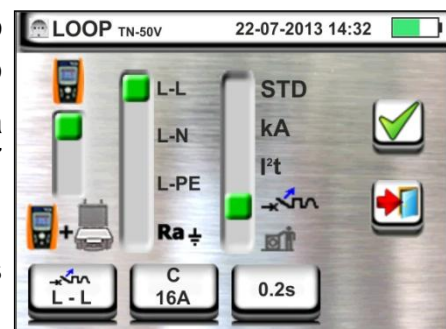 LOOP TN-50V 22-07-2013 14:32
L-L
L-N
L-PE
Ra
STD
kA
I²t
L - L
C
16A
0.2s